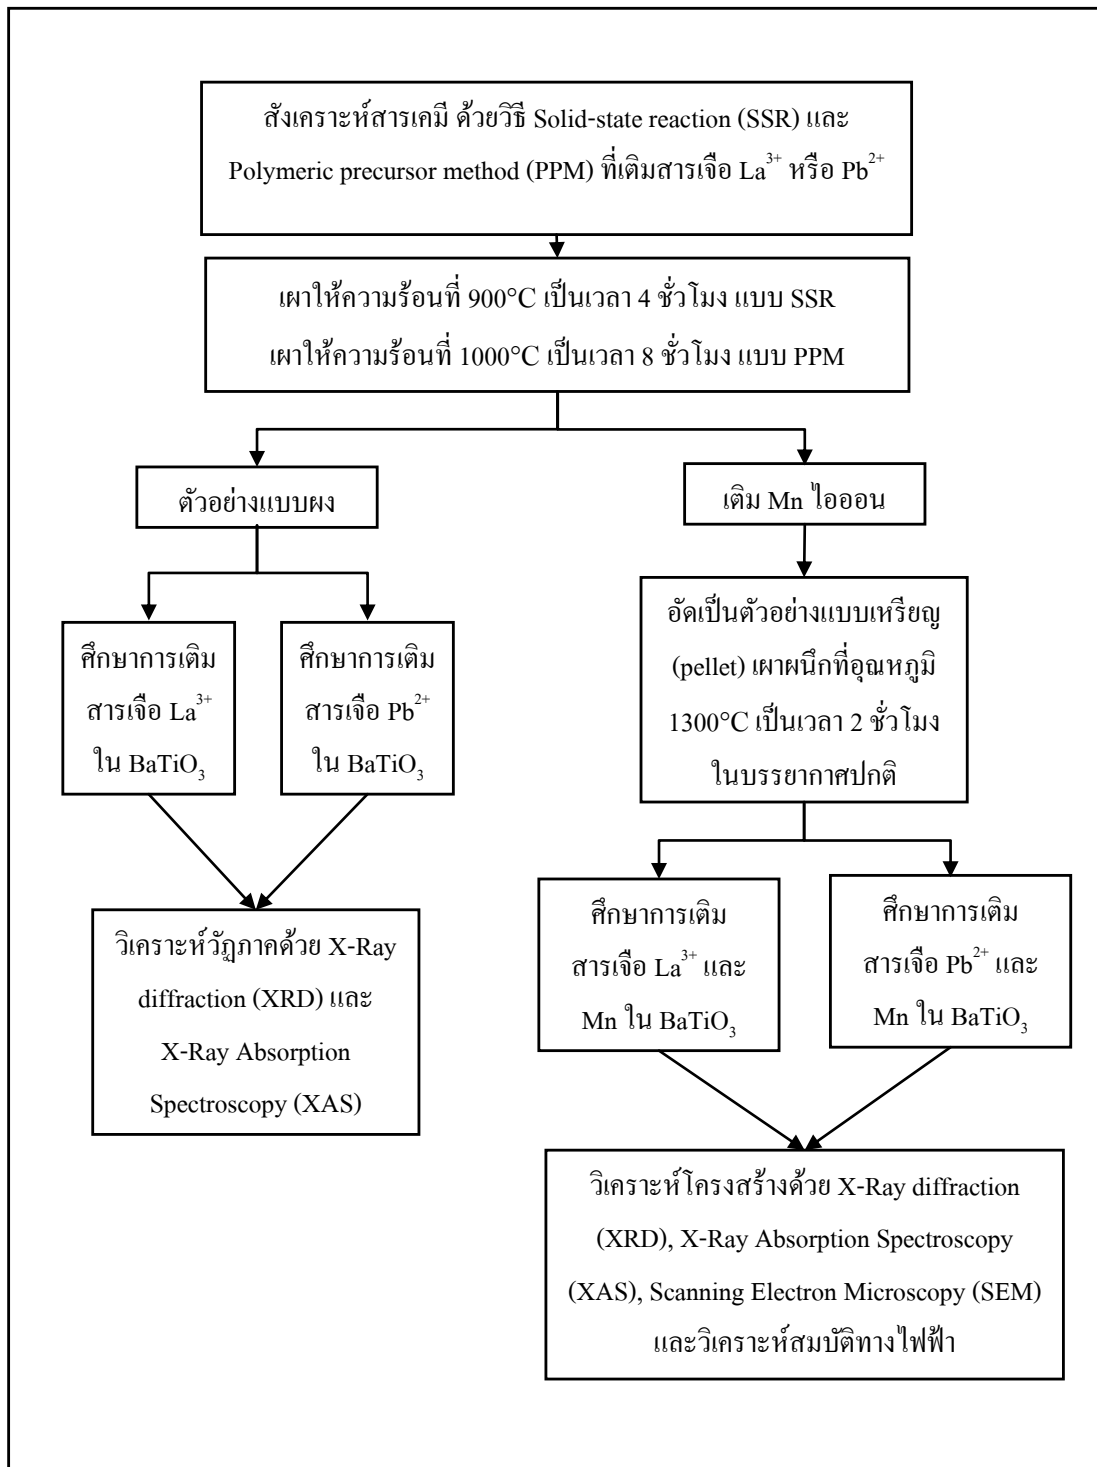 สังเคราะห์สารเคมี ด้วยวิธี Solid-state reaction (SSR) และ
Polymeric precursor method (PPM) ที่เติมสารเจือ La³⁺ หรือ Pb²⁺
เผาให้ความร้อนที่ 900°C เป็นเวลา 4 ชั่วโมง แบบ SSR
เผาให้ความร้อนที่ 1000°C เป็นเวลา 8 ชั่วโมง แบบ PPM
ตัวอย่างแบบผง
ศึกษาการเติม
สารเจือ La³⁺
ใน BaTiO₃
ศึกษาการเติม
สารเจือ Pb²⁺
ใน BaTiO₃
วิเคราะห์วัฏภาคด้วย X-Ray
diffraction (XRD) และ
X-Ray Absorption
Spectroscopy (XAS)
เติม Mn ไอออน
อัดเป็นตัวอย่างแบบเหรียญ
(pellet) เผาผนึกที่อุณหภูมิ
1300°C เป็นเวลา 2 ชั่วโมง
ในบรรยากาศปกติ
ศึกษาการเติม
สารเจือ La³⁺ และ
Mn ใน BaTiO₃
ศึกษาการเติม
สารเจือ Pb²⁺ และ
Mn ใน BaTiO₃
วิเคราะห์โครงสร้างด้วย X-Ray diffraction
(XRD), X-Ray Absorption Spectroscopy
(XAS), Scanning Electron Microscopy (SEM)
และวิเคราะห์สมบัติทางไฟฟ้า